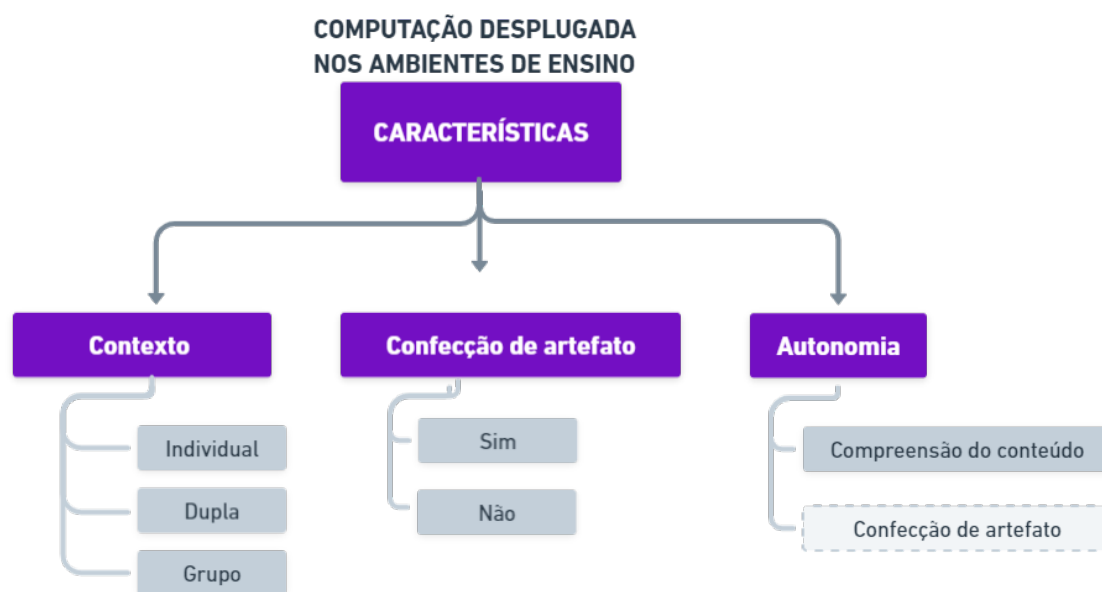 COMPUTAÇÃO DESPLUGADA
NOS AMBIENTES DE ENSINO
CARACTERÍSTICAS
Contexto
Individual
Dupla
Grupo
Confecção de artefato
Sim
Não
Autonomia
Compreensão do conteúdo
Confecção de artefato